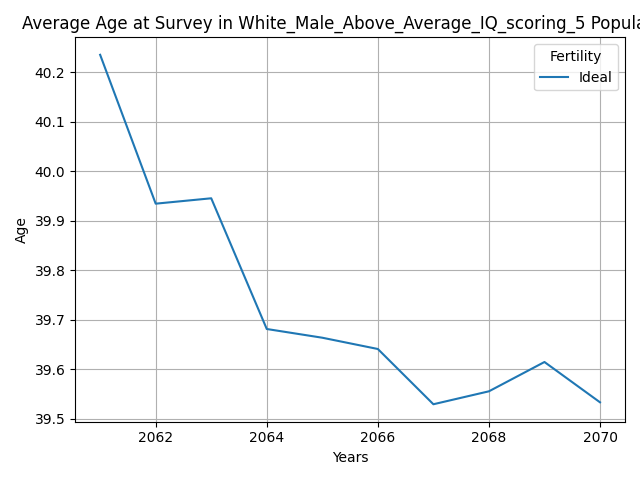 Average Age at Survey in White_Male_Above_Average_IQ_scoring_5 Popula
Fertility
Ideal
40.2
40.1
40.0
39.9
39.8
39.7
39.6
39.5
Age
2062 2064 2066 2068 2070
Years